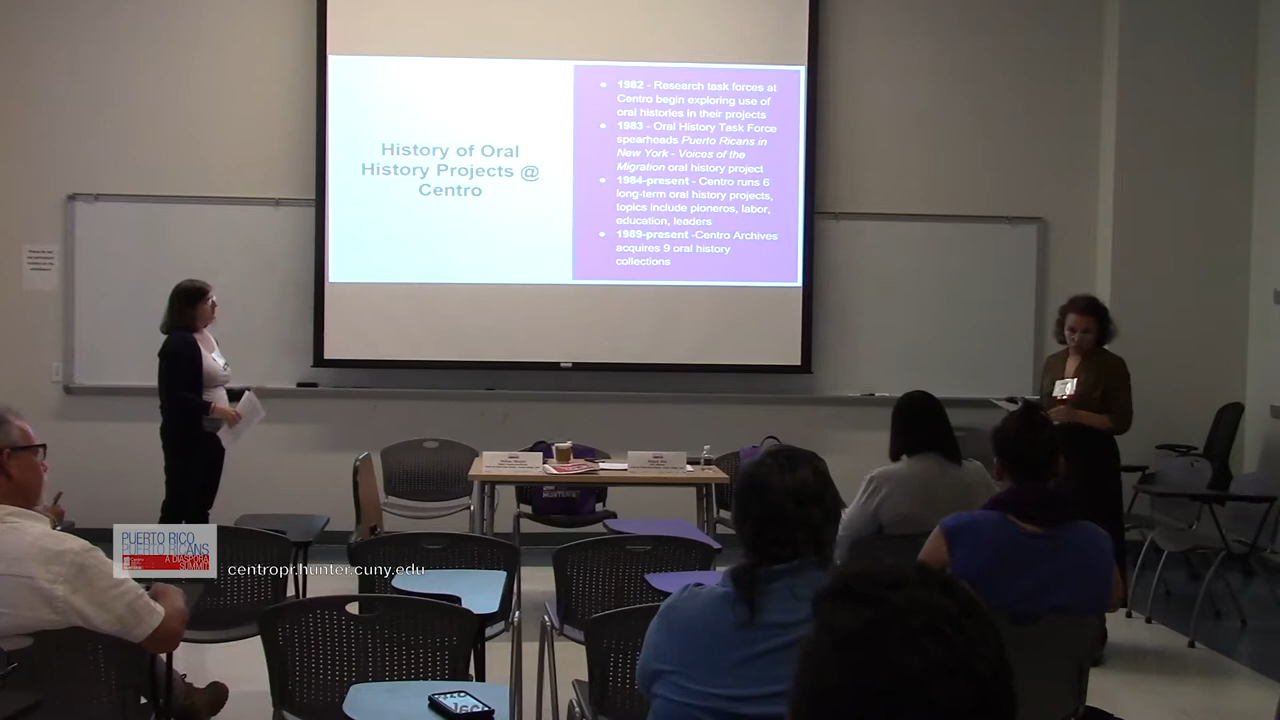 History of Oral
History Projects @
Centro
1982 - Research task forces at
Centro begin exploring use of
oral histories in their projects
1983 - Oral History Task Force
spearheads Puerto Ricans in
New York - Voices of the
Migration oral history project
1984-present - Centro runs 6
long-term oral history projects,
topics include pioneros, labor,
education, leaders
1989-present -Centro Archives
acquires 9 oral history
collections
PUERTO RICO
PUERTO RICANS
A DIASPORA
SUMMIT
Centro
centropr.hunter.cuny.edu